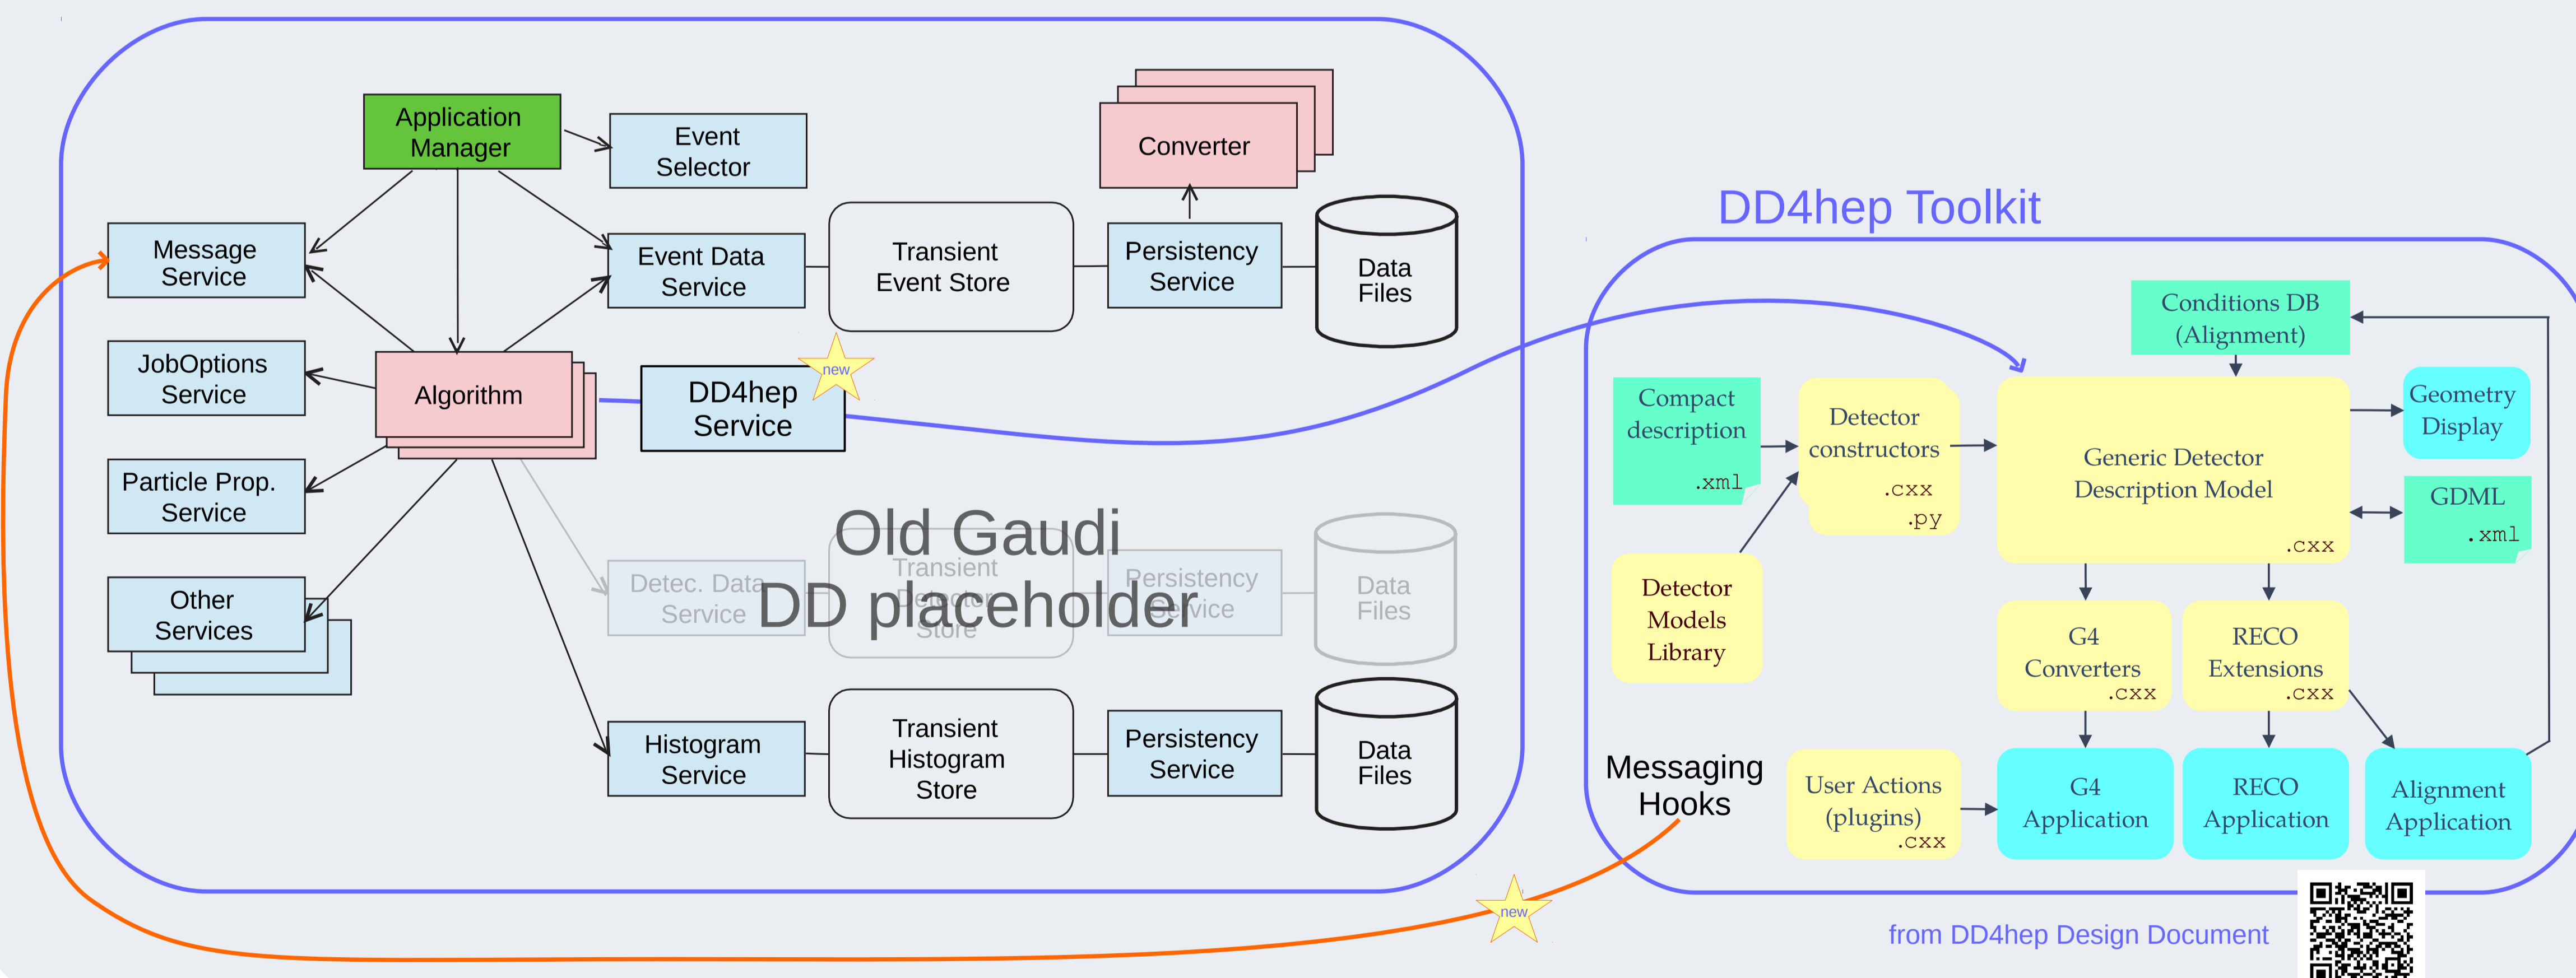 Application
Manager
Event
Selector
Converter
Message
Service
Event Data
Service
Transient
Event Store
Persistency
Service
Data
Files
JobOptions
Service
Algorithm
DD4hep
Service
new
Particle Prop.
Service
Old Gaudi
DD placeholder
Detec. Data
Service
Transient
Detector
Store
Persistency
Service
Data
Files
Other
Services
Histogram
Service
Transient
Histogram
Store
Persistency
Service
Data
Files
DD4hep Toolkit
Conditions DB
(Alignment)
Compact
description
.xml
Detector
constructors
.cxx
.py
Generic Detector
Description Model
.cxx
Geometry
Display
GDML
.xml
Detector
Models
Library
G4
Converters
.cxx
RECO
Extensions
.cxx
Messaging
Hooks
User Actions
(plugins)
.cxx
G4
Application
RECO
Application
Alignment
Application
new
from DD4hep Design Document